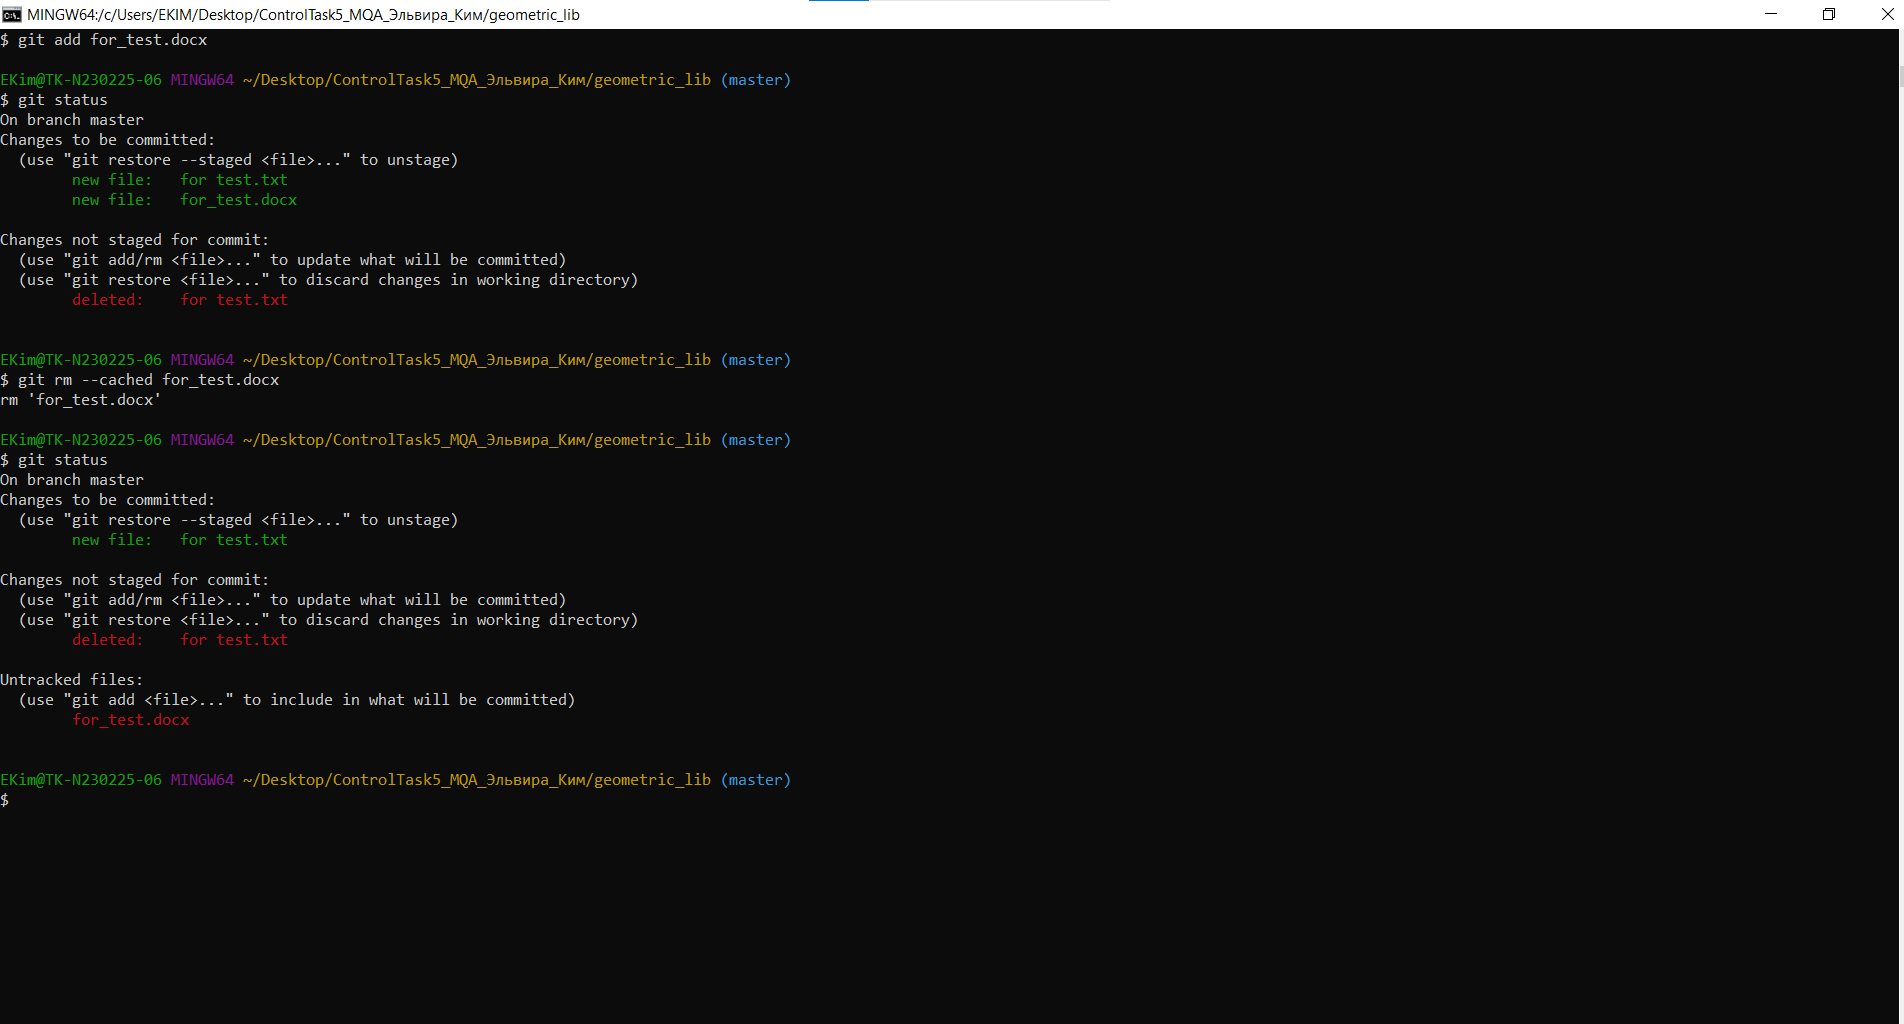 MINGW64:/c/Users/EKIM/Desktop/ControlTask5_MQA_Эльвира_Ким/geometric_lib
$ git add for_test.docx
EKim@TK-N230225-06 MINGW64 ~/Desktop/ControlTask5_MQA_Эльвира_Ким/geometric_lib (master)
$ git status
On branch master
Changes to be committed:
  (use "git restore --staged <file>..." to unstage)
        new file:   for test.txt
        new file:   for_test.docx
Changes not staged for commit:
  (use "git add/rm <file>..." to update what will be committed)
  (use "git restore <file>..." to discard changes in working directory)
        deleted:    for test.txt
EKim@TK-N230225-06 MINGW64 ~/Desktop/ControlTask5_MQA_Эльвира_Ким/geometric_lib (master)
$ git rm --cached for_test.docx
rm 'for_test.docx'
EKim@TK-N230225-06 MINGW64 ~/Desktop/ControlTask5_MQA_Эльвира_Ким/geometric_lib (master)
$ git status
On branch master
Changes to be committed:
  (use "git restore --staged <file>..." to unstage)
        new file:   for test.txt
Changes not staged for commit:
  (use "git add/rm <file>..." to update what will be committed)
  (use "git restore <file>..." to discard changes in working directory)
        deleted:    for test.txt
Untracked files:
  (use "git add <file>..." to include in what will be committed)
        for_test.docx
EKim@TK-N230225-06 MINGW64 ~/Desktop/ControlTask5_MQA_Эльвира_Ким/geometric_lib (master)
$